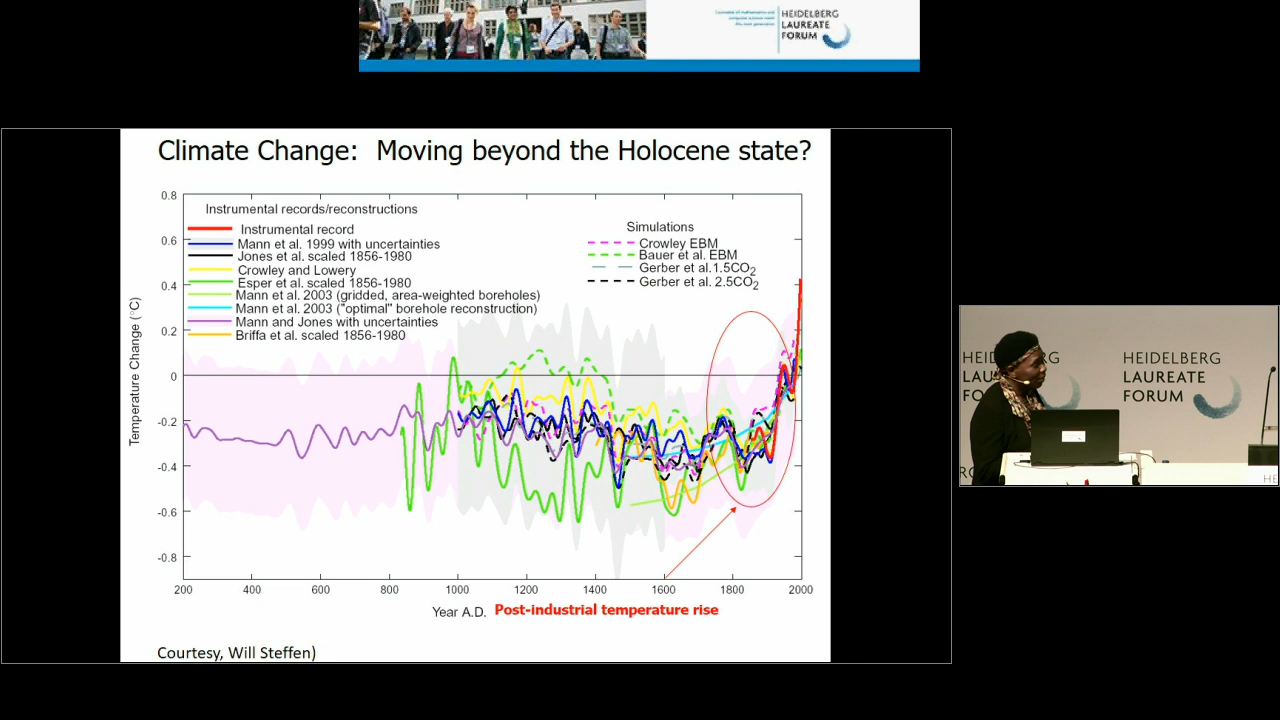 HEIDELBERG
LAUREATE
FORUM
Climate Change: Moving beyond the Holocene state?
Instrumental records/reconstructions
Instrumental record
Mann et al. 1999 with uncertainties
Jones et al. scaled 1856-1980
Crowley and Lowery
Esper et al. scaled 1856-1980
Mann et al. 2003 (gridded, area-weighted boreholes)
Mann et al. 2003 ("optimal" borehole reconstruction)
Mann and Jones with uncertainties
Briffa et al. scaled 1856-1980
Simulations
Crowley EBM
Bauer et al. EBM
Gerber et al.1.5CO2
Gerber et al. 2.5CO2
Temperature Change (°C)
0.8
0.6
0.4
0.2
0
-0.2
-0.4
-0.6
-0.8
200 400 600 800 1000 1200 1400 1600 1800 2000
Year A.D. Post-industrial temperature rise
Courtesy, Will Steffen)
HEIDELBERG
LAUREATE
FORUM